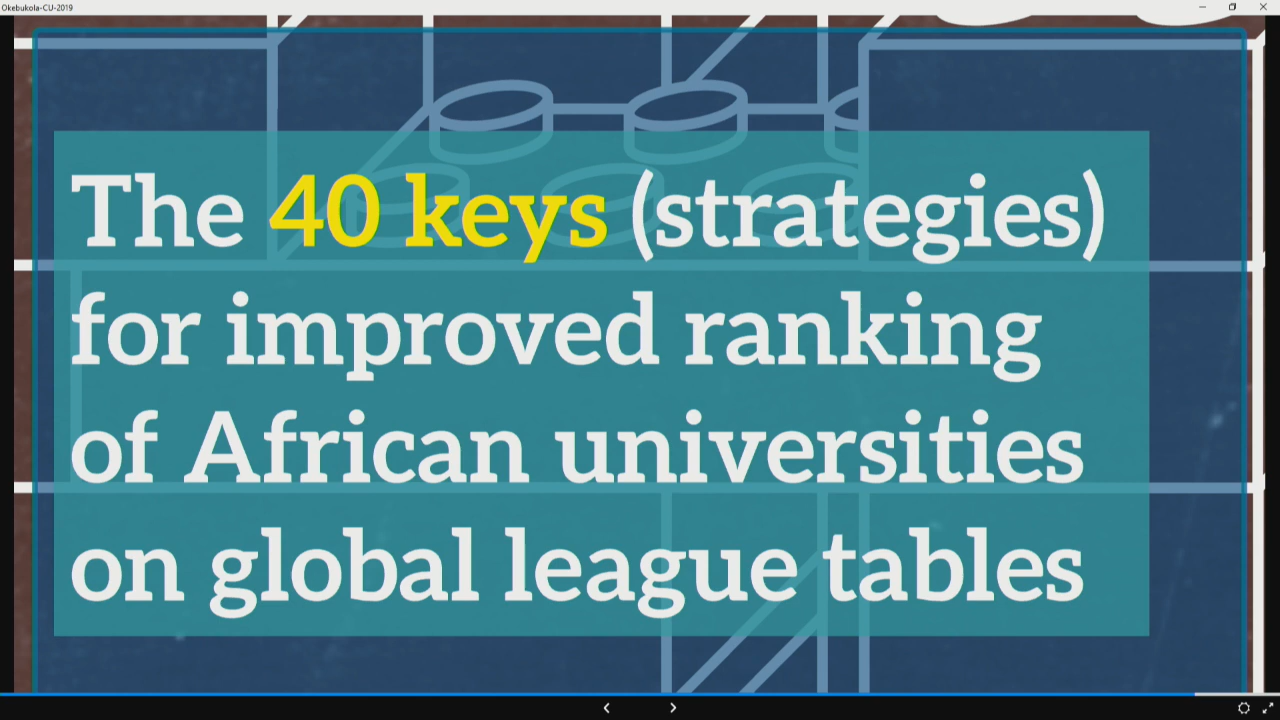 Okebukola-CU-2019
The 40 keys (strategies)
for improved ranking
of African universities
on global league tables